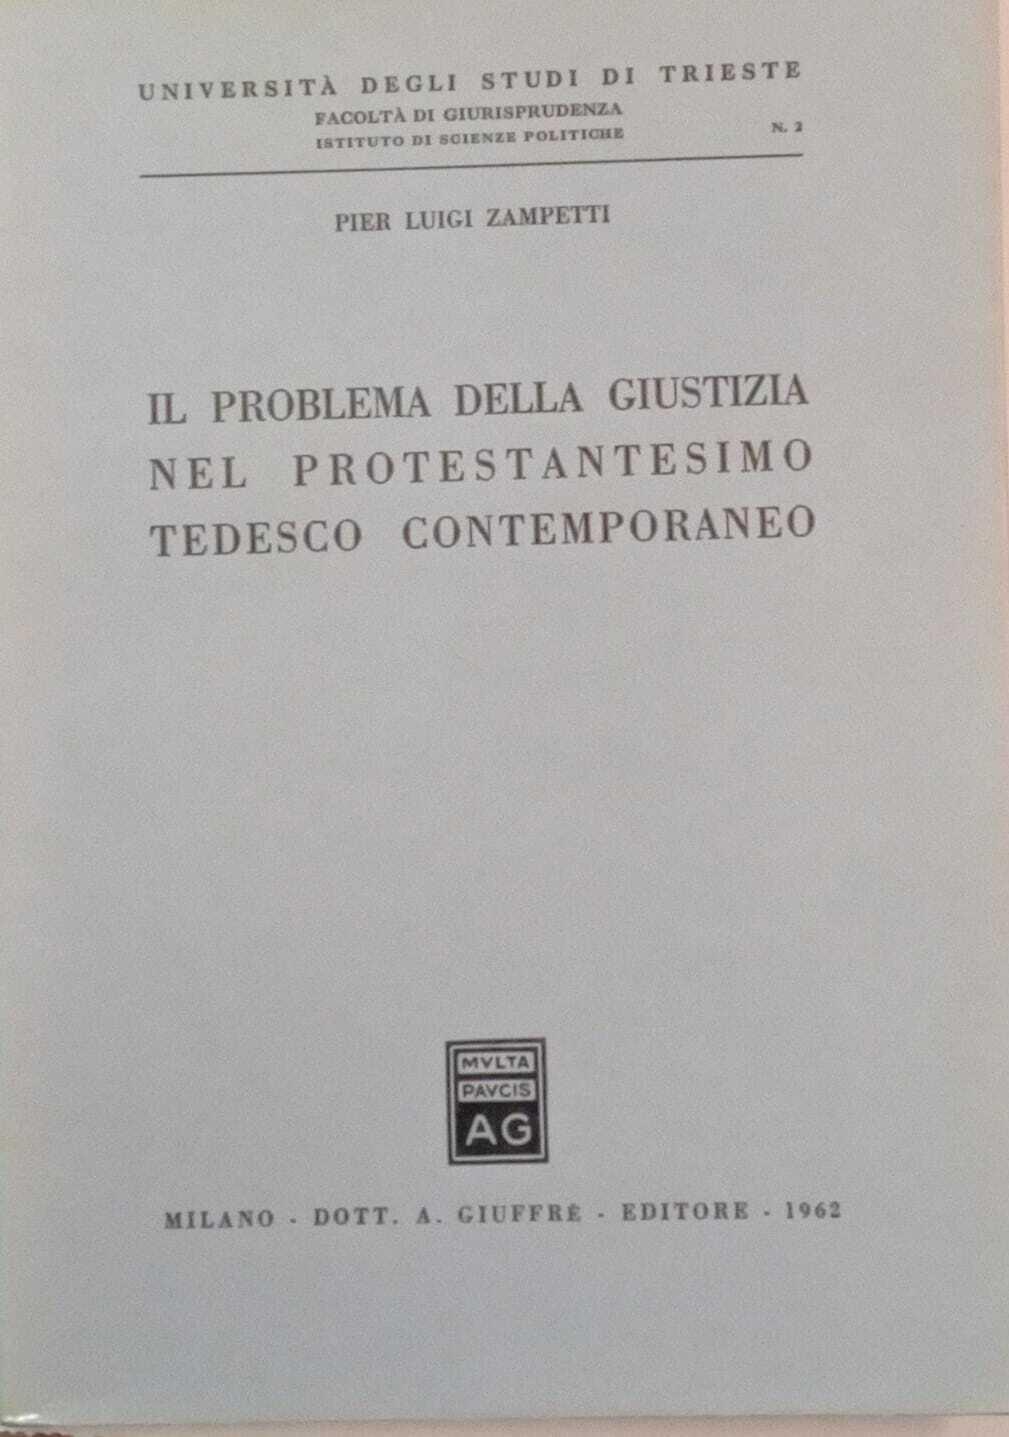 UNIVERSITÀ DEGLI STUDI DI TRIESTE
FACOLTÀ DI GIURISPRUDENZA
ISTITUTO DI SCIENZE POLITICHE
N. 2
PIER LUIGI ZAMPETTI
IL PROBLEMA DELLA GIUSTIZIA
NEL PROTESTANTESIMO
TEDESCO CONTEMPORANEO
MVLTA
PAVCIS
AG
MILANO - DOTT. A. GIUFFRÈ - EDITORE - 1962